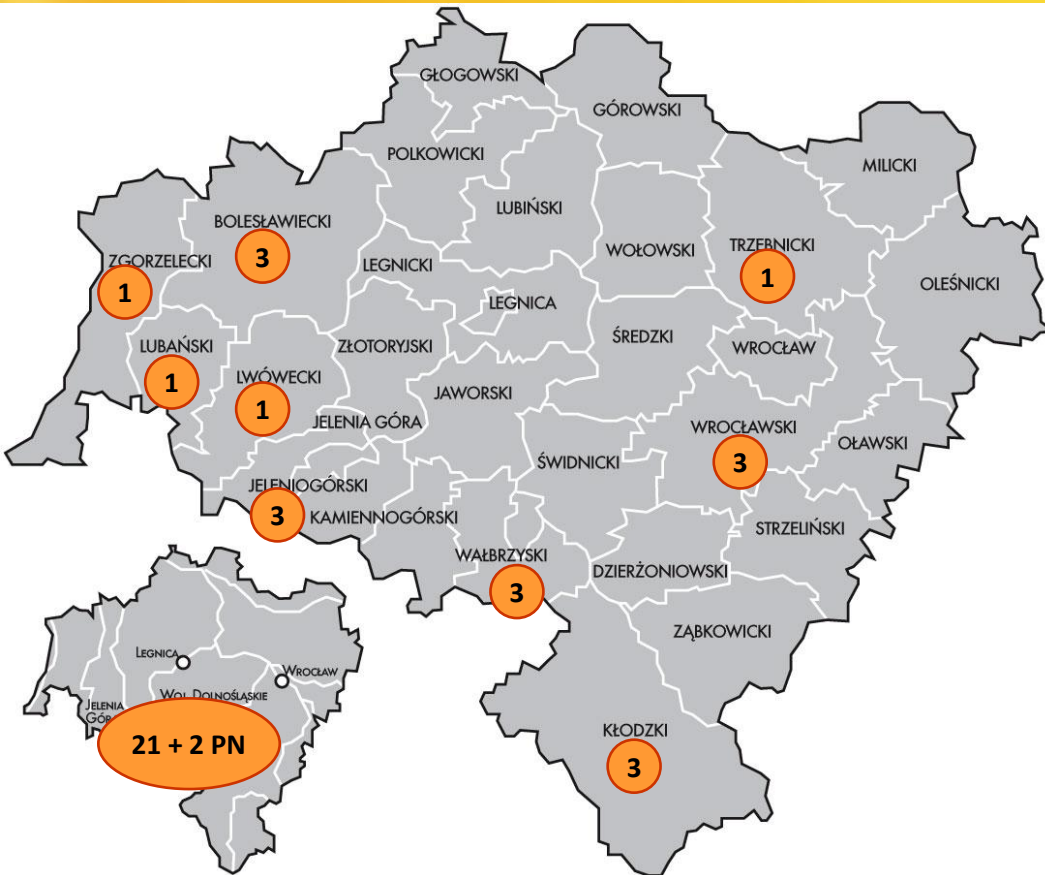 GŁOGOWSKI
GÓROWSKI
POLKOWICKI
MILICKI
LUBIŃSKI
BOLESŁAWIECKI
3
WOŁOWSKI
TRZEBNICKI
1
ZGORZELECKI
1
LEGNICKI
OLEŚNICKI
LEGNICA
LUBAŃSKI
1
ZŁOTORYJSKI
ŚREDZKI
WROCŁAW
LWÓWECKI
1
JAWORSKI
JELENIA GÓRA
WROCŁAWSKI
3
OŁAWSKI
ŚWIDNICKI
JELENIOGÓRSKI
3
KAMIENNOGÓRSKI
STRZELIŃSKI
WAŁBRZYSKI
3
DZIERŻONIOWSKI
ZĄBKOWICKI
LEGNICA
WROCŁAW
WOJ. DOLNOŚLĄSKIE
JELENIA
GÓR
21 + 2 PN
KŁODZKI
3